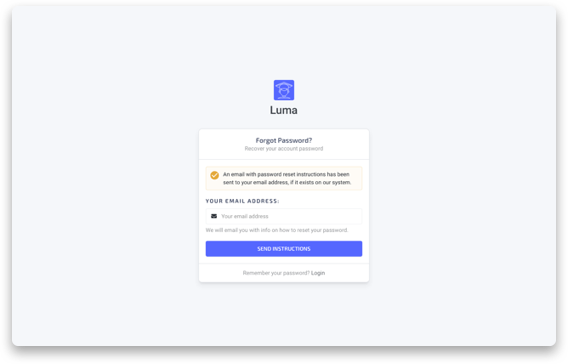 Luma
Forgot Password?
Recover your account password
An email with password reset instructions has been
sent to your email address, if it exists on our system.
YOUR EMAIL ADDRESS:
Your email address
We will email you with info on how to reset your password.
SEND INSTRUCTIONS
Remember your password? Login